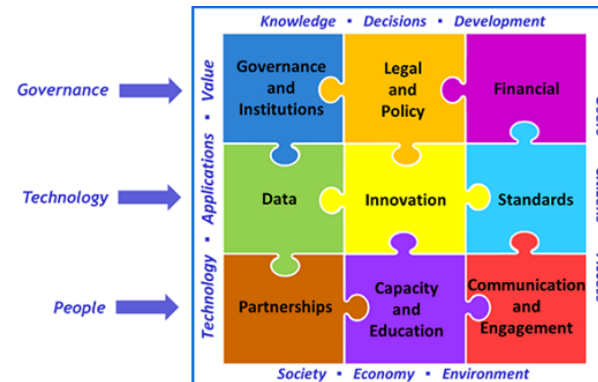 Knowledge ▪ Decisions ▪ Development
Governance
Technology
People
Technology ▪ Applications ▪ Value
Governance
and
Institutions
Legal
and
Policy
Financial
Data
Innovation
Standards
Partnerships
Capacity
and
Education
Communication
and
Engagement
Society ▪ Economy ▪ Environment